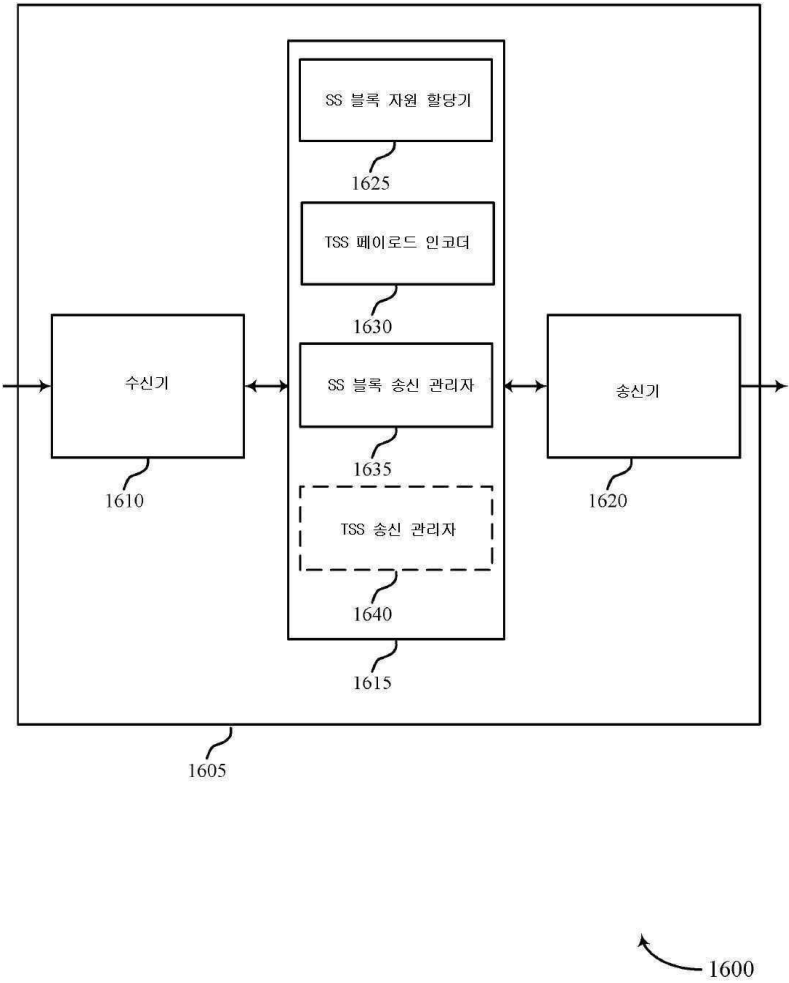 SS 블록 자원 할당기
1625
TSS 페이로드 인코더
1630
수신기
1610
SS 블록 송신 관리자
1635
송신기
1620
TSS 송신 관리자
1640
1615
1605
1600